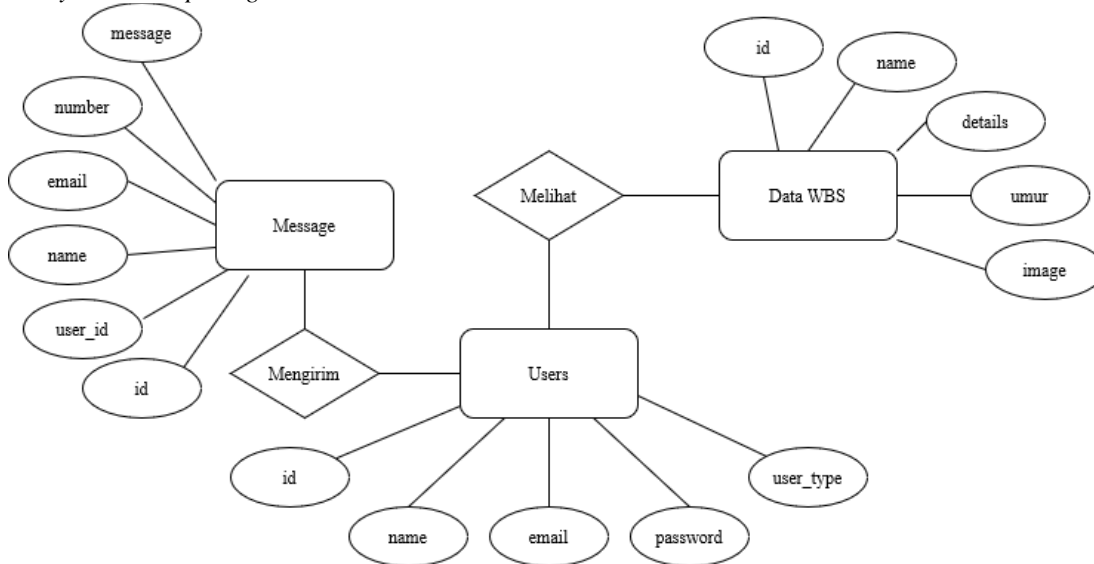 message
id
name
number
details
email
Melihat
Data WBS
umur
Message
name
image
user_id
Mengirim
Users
id
id
user_type
name
email
password